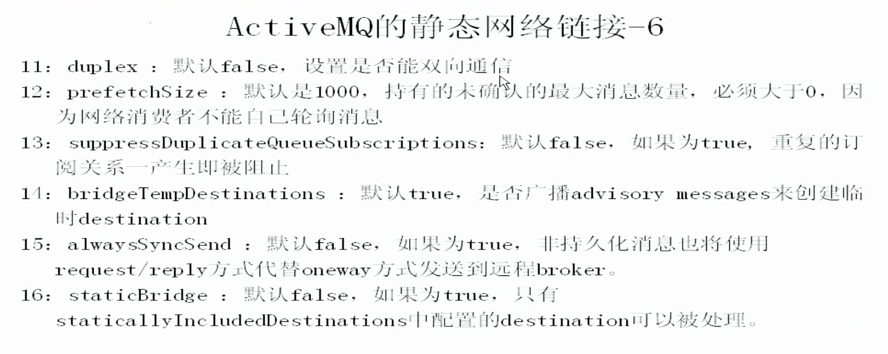 ActiveMQ的静态网络链接-6
11: duplex :默认false,设置是否能双向通信
12: prefetchSize :默认是1000,持有的未确认的最大消息数量,必须大于0,因
为网络消费者不能自己轮询消息
13: suppressDuplicateQueueSubscriptions:默认false,如果为true, 重复的订
阅关系一产生即被阻止
14: bridgeTempDestinations :默认true,是否广播advisory messages来创建临
时destination
15: alwaysSyncSend :默认false,如果为true,非持久化消息也将使用
request/reply方式代替oneway方式发送到远程broker。
16: staticBridge :默认false,如果为true,只有
staticallyIncludedDestinations中配置的destination可以被处理。